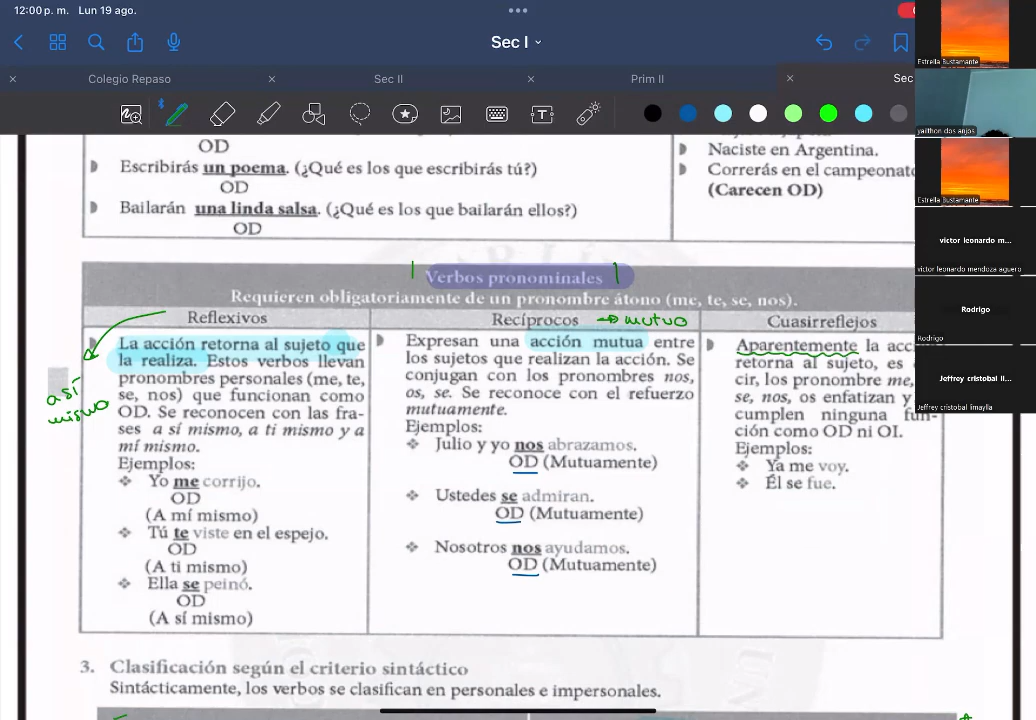 12:00 p. m. Lun 19 ago.
Sec I
Colegio Repaso
Sec II
Prim II
Sec
OD
Escribirás un poema. (¿Qué es los que escribirás tú?)
OD
Bailarán una linda salsa. (¿Qué es los que bailarán ellos?)
OD
Naciste en Argentina.
Correrás en el campeonato
(Carecen OD)
Verbos pronominales
Requieren obligatoriamente de un pronombre átono (me, te, se, nos).
Reflexivos
La acción retorna al sujeto que
la realiza. Estos verbos llevan
pronombres personales (me, te,
se, nos) que funcionan como
OD. Se reconocen con las fra-
ses a sí mismo, a ti mismo y a
mí mismo.
Ejemplos:
Yo me corrijo.
OD
(A mí mismo)
Tú te viste en el espejo.
OD
(A ti mismo)
Ella se peinó.
OD
(A sí mismo)
así
mismo
Recíprocos → mutuo
Expresan una acción mutua entre
los sujetos que realizan la acción. Se
conjugan con los pronombres nos,
os, se. Se reconoce con el refuerzo
mutuamente.
Ejemplos:
Julio y yo nos abrazamos.
OD (Mutuamente)
Ustedes se admiran.
OD (Mutuamente)
Nosotros nos ayudamos.
OD (Mutuamente)
Cuasirreflejos
Aparentemente la acc
retorna al sujeto, es
cir, los pronombre me,
se, nos, os enfatizan y
cumplen ninguna fun-
ción como OD ni OI.
Ejemplos:
Ya me voy.
Él se fue.
3. Clasificación según el criterio sintáctico
Sintácticamente, los verbos se clasifican en personales e impersonales.
Estrella Bustamante
yailthon dos anjos
Estrella Bustamante
victor leonardo m...
victor leonardo mendoza aguero
Rodrigo
Rodrigo
Jeffrey cristobal li...
Jeffrey cristobal limaylla